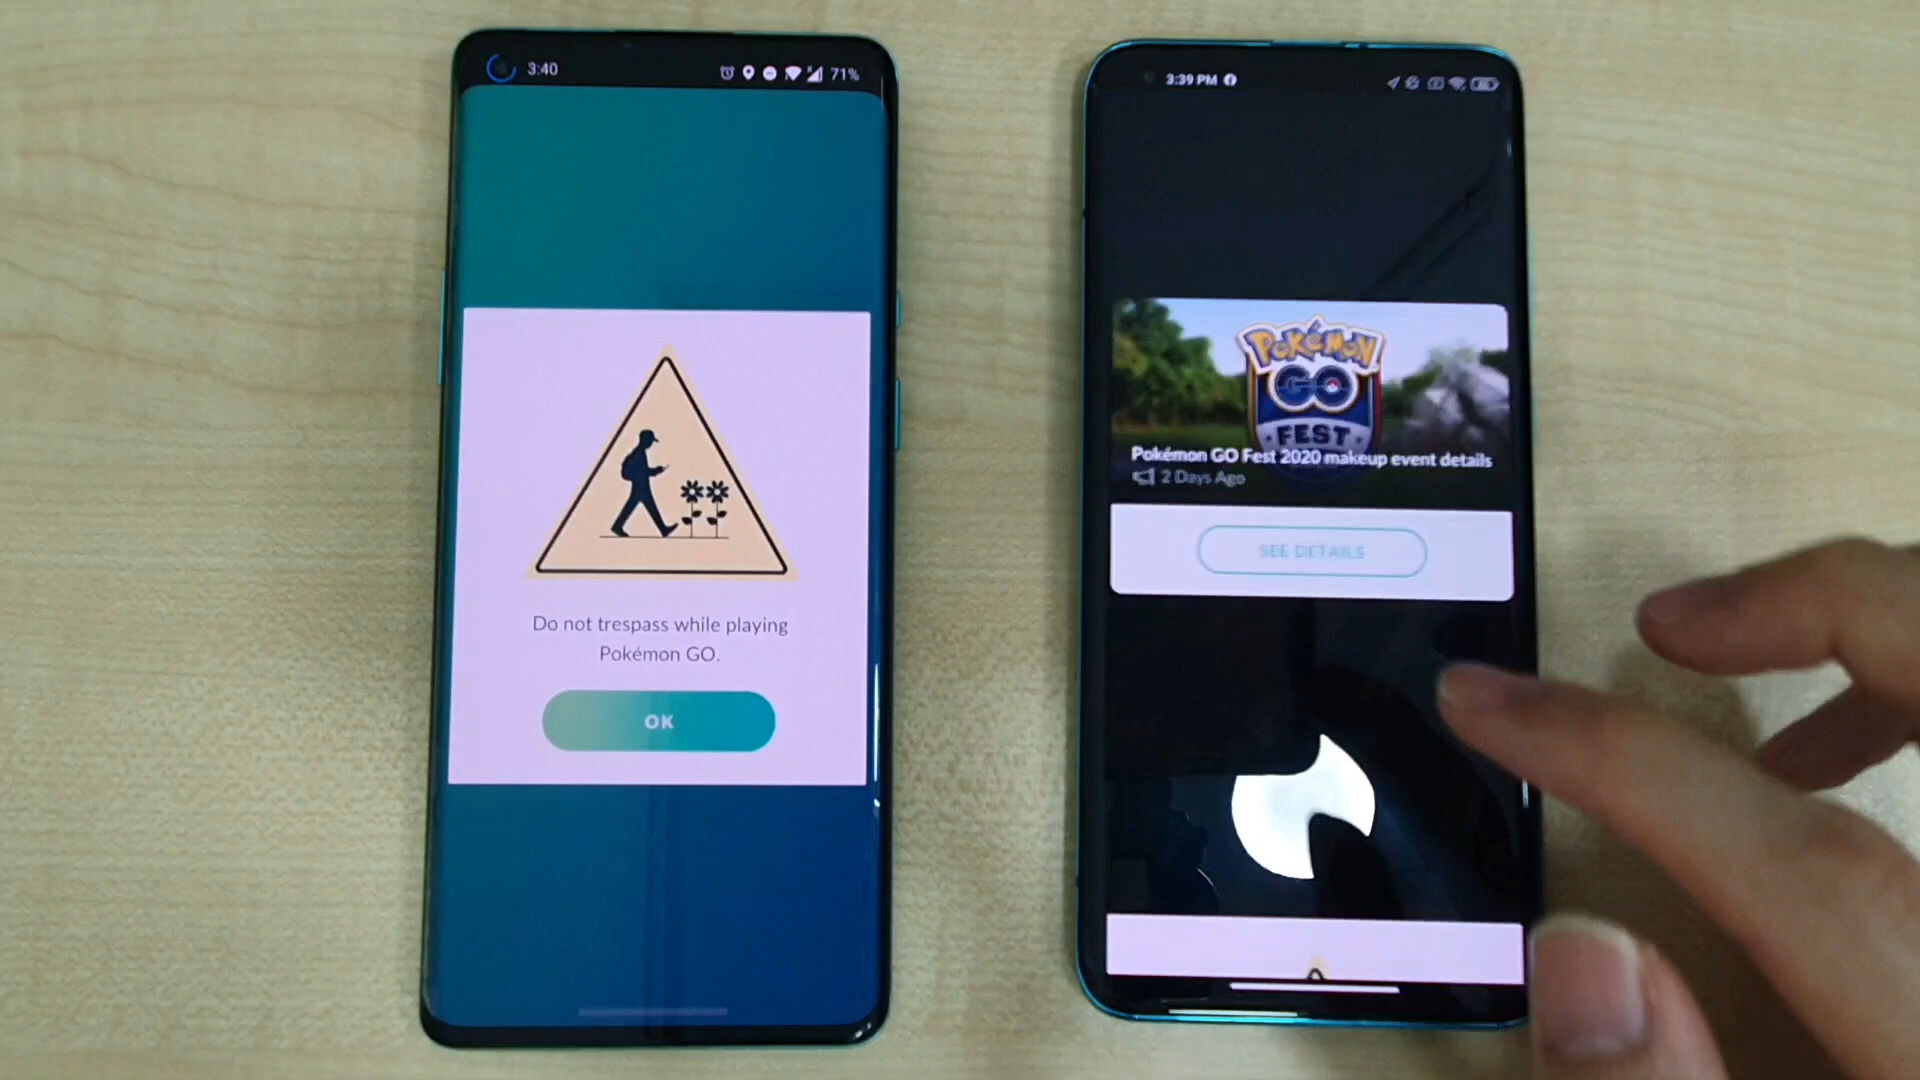 3:40
71%
Do not trespass while playing
Pokémon GO.
OK
3:39 PM
POKÉMON
GO
FEST
Pokémon GO Fest 2020 makeup event details
2 Days Ago
SEE DETAILS